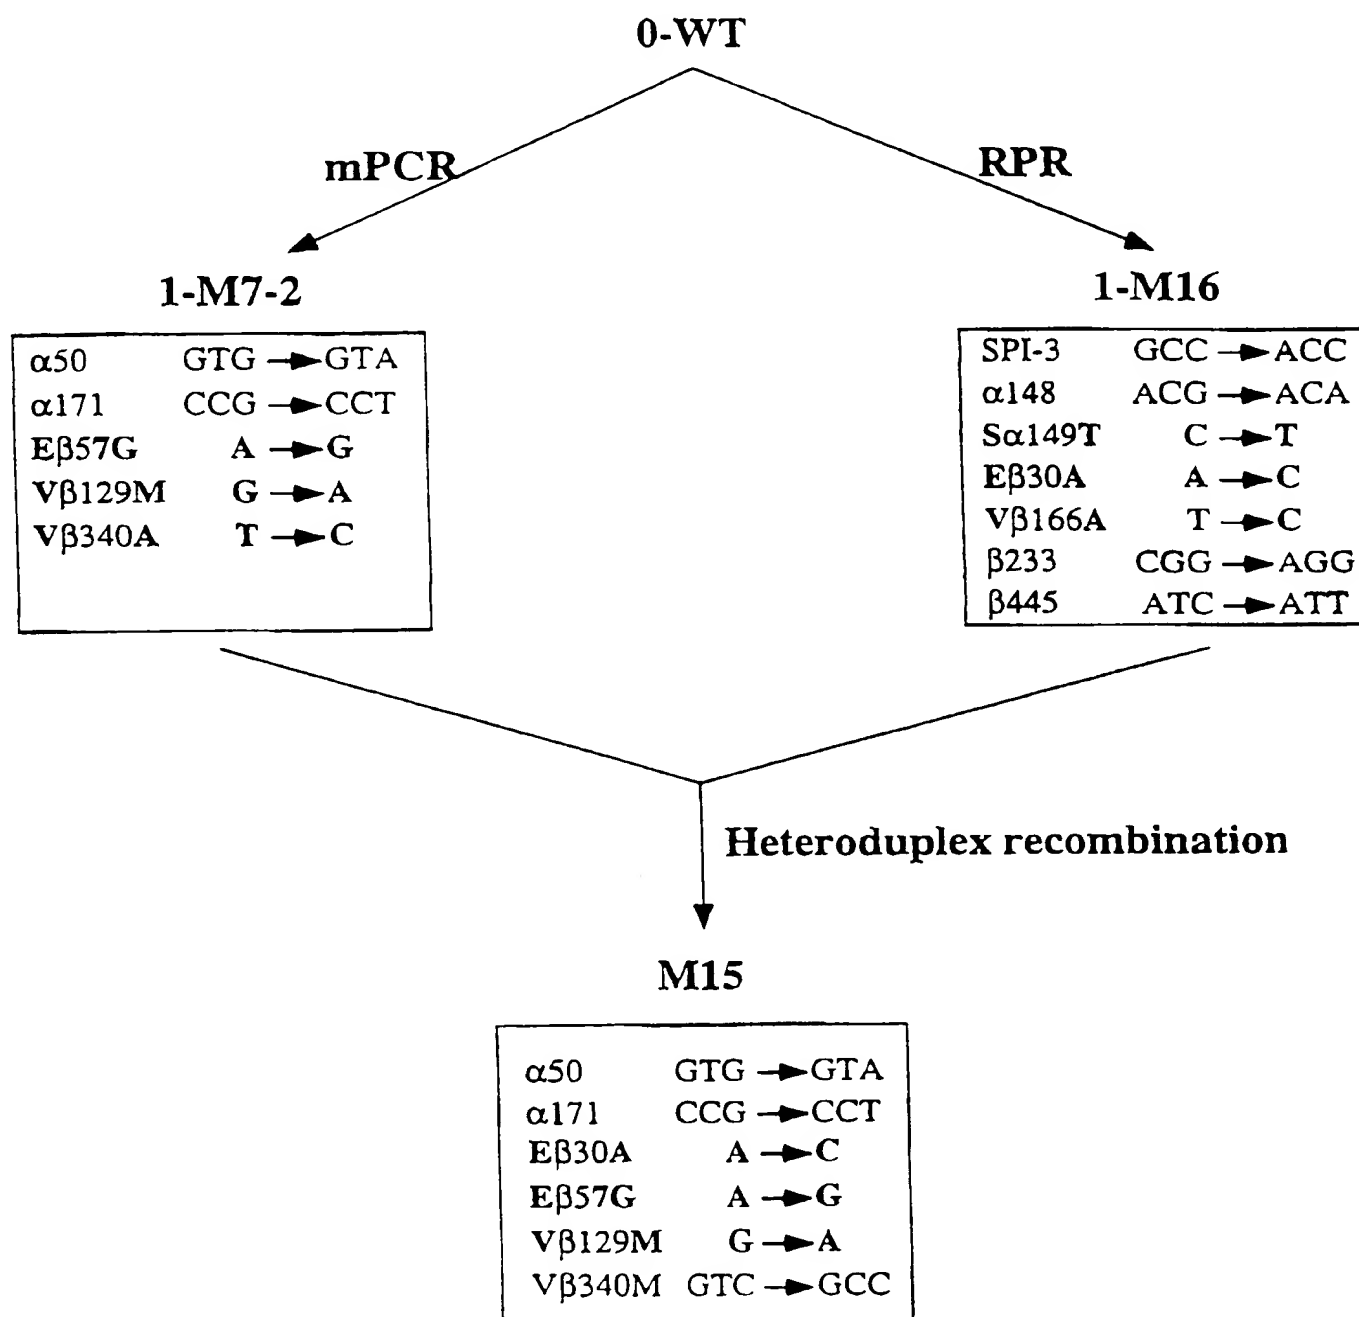 0-WT
mPCR
RPR
1-M7-2
α50 GTG → GTA
α171 CCG → CCT
Eβ57G A → G
Vβ129M G → A
Vβ340A T → C
1-M16
SPI-3 GCC → ACC
α148 ACG → ACA
Sα149T C → T
Eβ30A A → C
Vβ166A T → C
β233 CGG → AGG
β445 ATC → ATT
Heteroduplex recombination
M15
α50 GTG → GTA
α171 CCG → CCT
Eβ30A A → C
Eβ57G A → G
Vβ129M G → A
Vβ340M GTC → GCC